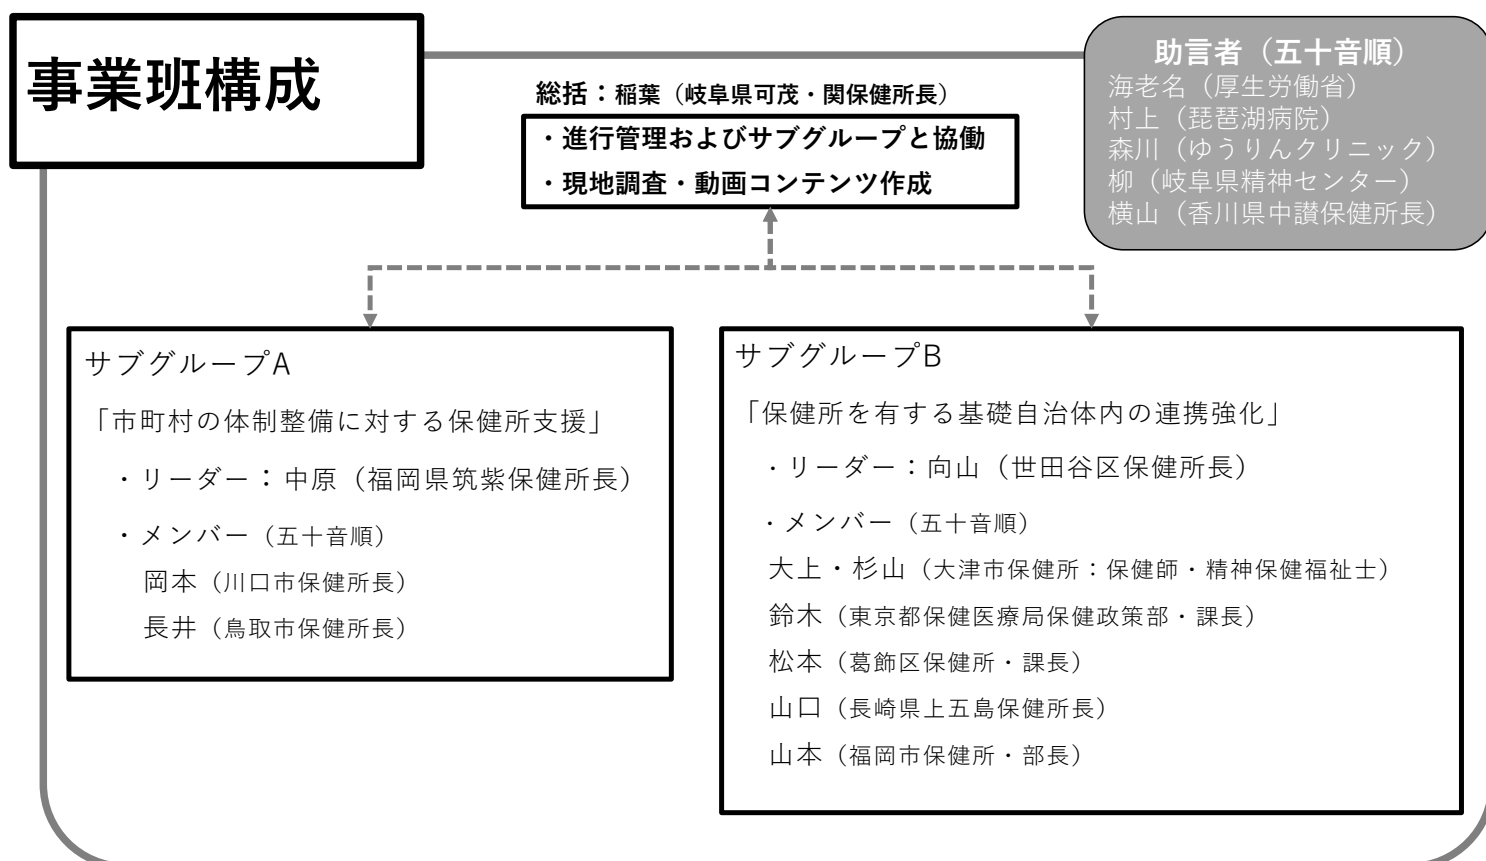 事業班構成
総括：稲葉（岐阜県可茂・関保健所長）
・進行管理およびサブグループと協働
・現地調査・動画コンテンツ作成
助言者（五十音順）
海老名（厚生労働省）
村上（琵琶湖病院）
森川（ゆうりんクリニック）
柳（岐阜県精神センター）
横山（香川県中讃保健所長）
サブグループA
「市町村の体制整備に対する保健所支援」
・リーダー：中原（福岡県筑紫保健所長）
・メンバー（五十音順）
岡本（川口市保健所長）
長井（鳥取市保健所長）
サブグループB
「保健所を有する基礎自治体内の連携強化」
・リーダー：向山（世田谷区保健所長）
・メンバー（五十音順）
大上・杉山（大津市保健所：保健師・精神保健福祉士）
鈴木（東京都保健医療局保健政策部・課長）
松本（葛飾区保健所・課長）
山口（長崎県上五島保健所長）
山本（福岡市保健所・部長）